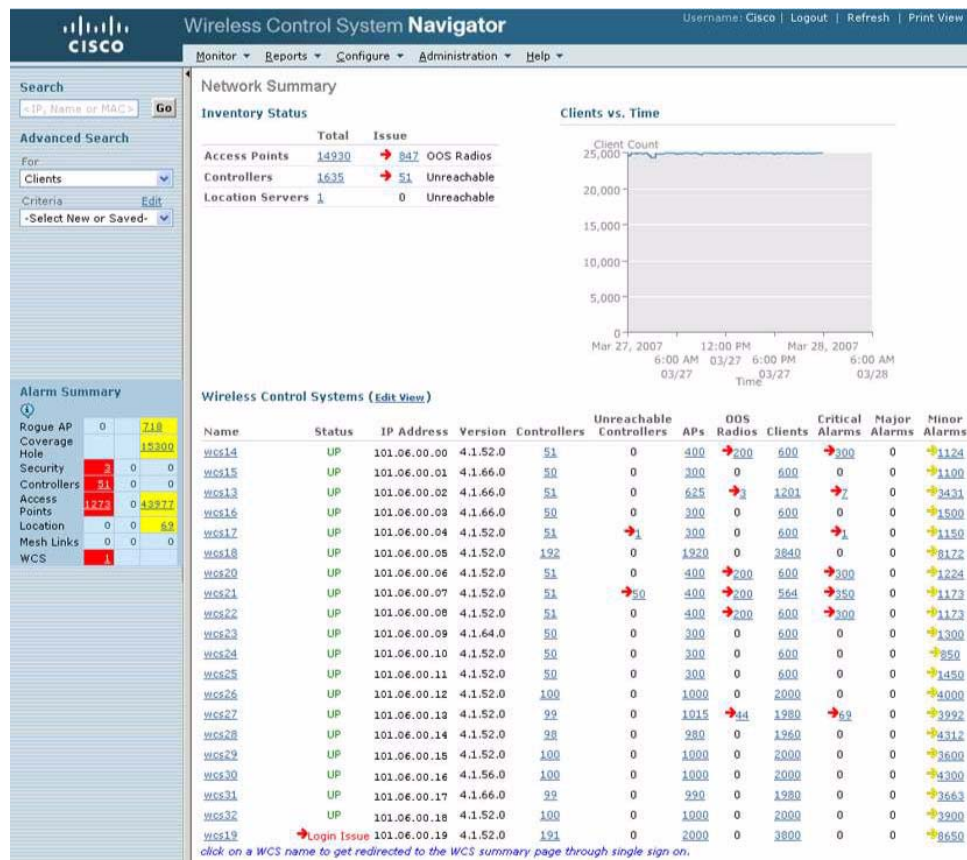 CISCO
Wireless Control System Navigator
Username: Cisco | Logout | Refresh | Print View
Monitor Reports Configure Administration Help
Search
<IP, Name or MAC> Go
Advanced Search
For
Clients
Criteria Edit
-Select New or Saved-
Network Summary
Inventory Status
Total Issue
Access Points 14930 847 OOS Radios
Controllers 1635 51 Unreachable
Location Servers 1 0 Unreachable
Clients vs. Time
Client Count
25,000
20,000
15,000
10,000
5,000
0
Mar 27, 2007 12:00 PM Mar 28, 2007
6:00 AM 03/27 6:00 PM 6:00 AM
03/27 03/27 03/28
Time
Alarm Summary
Rogue AP 0 718
Coverage Hole 15300
Security 3 0 0
Controllers 51 0 0
Access Points 1273 0 43977
Location 0 0 69
Mesh Links 0 0 0
WCS 1
Wireless Control Systems (Edit View)
Name Status IP Address Version Controllers Unreachable Controllers APs OOS Radios Clients Critical Alarms Major Alarms Minor Alarms
wcs14 UP 101.06.00.00 4.1.52.0 51 0 400 200 600 300 0 1124
wcs15 UP 101.06.00.01 4.1.66.0 50 0 300 0 600 0 0 1100
wcs13 UP 101.06.00.02 4.1.66.0 51 0 625 3 1201 7 0 3431
wcs16 UP 101.06.00.03 4.1.66.0 50 0 300 0 600 0 0 1500
wcs17 UP 101.06.00.04 4.1.52.0 51 1 300 0 600 1 0 1150
wcs18 UP 101.06.00.05 4.1.52.0 192 0 1920 0 3840 0 0 8172
wcs20 UP 101.06.00.06 4.1.52.0 51 0 400 200 600 300 0 1224
wcs21 UP 101.06.00.07 4.1.52.0 51 50 400 200 564 350 0 1173
wcs22 UP 101.06.00.08 4.1.52.0 51 0 400 200 600 300 0 1173
wcs23 UP 101.06.00.09 4.1.64.0 50 0 300 0 600 0 0 1300
wcs24 UP 101.06.00.10 4.1.52.0 50 0 300 0 600 0 0 850
wcs25 UP 101.06.00.11 4.1.52.0 50 0 300 0 600 0 0 1450
wcs26 UP 101.06.00.12 4.1.52.0 100 0 1000 0 2000 0 0 4000
wcs27 UP 101.06.00.13 4.1.52.0 99 0 1015 44 1980 69 0 3992
wcs28 UP 101.06.00.14 4.1.52.0 98 0 980 0 1960 0 0 4312
wcs29 UP 101.06.00.15 4.1.52.0 100 0 1000 0 2000 0 0 3600
wcs30 UP 101.06.00.16 4.1.56.0 100 0 1000 0 2000 0 0 4300
wcs31 UP 101.06.00.17 4.1.66.0 99 0 990 0 1980 0 0 3663
wcs32 UP 101.06.00.18 4.1.52.0 100 0 1000 0 2000 0 0 3900
wcs19 Login Issue 101.06.00.19 4.1.52.0 191 0 2000 0 3800 0 0 8650
click on a WCS name to get redirected to the WCS summary page through single sign on.